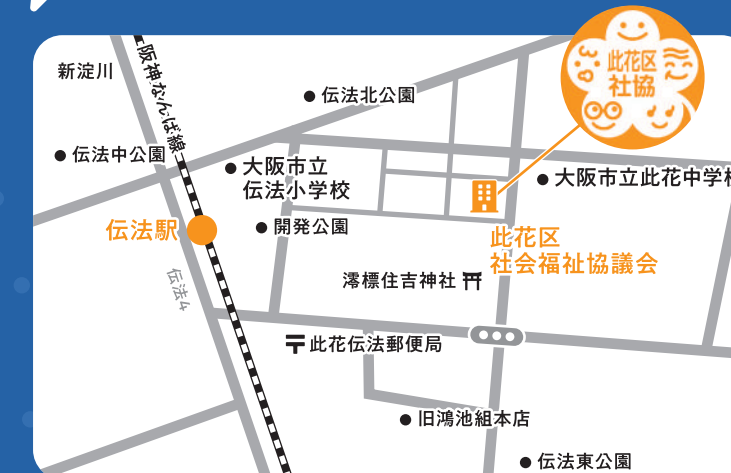 新淀川
阪神なんば線
伝法北公園
此花区
社協
伝法中公園
大阪市立
伝法小学校
大阪市立此花中学校
伝法駅
開発公園
此花区
社会福祉協議会
伝法4
澪標住吉神社
此花伝法郵便局
旧鴻池組本店
伝法東公園